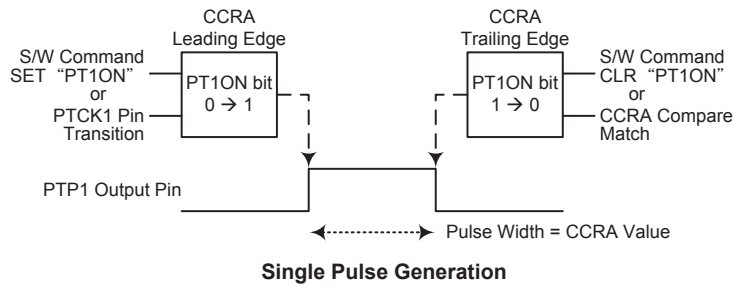 CCRA
Leading Edge
S/W Command
SET “PT1ON”
or
PTCK1 Pin
Transition
PT1ON bit
0 → 1
CCRA
Trailing Edge
PT1ON bit
1 → 0
S/W Command
CLR “PT1ON”
or
CCRA Compare
Match
PTP1 Output Pin
Pulse Width = CCRA Value
Single Pulse Generation